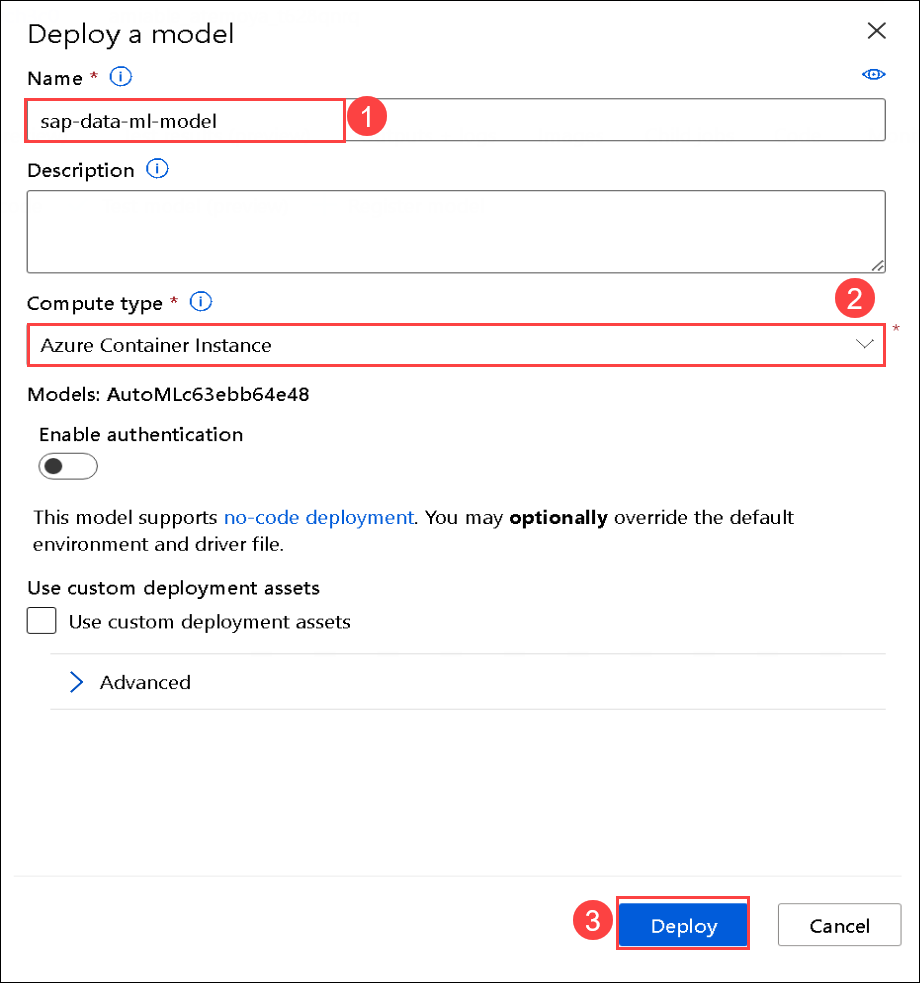 Deploy a model
Name *
sap-data-ml-model
1
Description
Compute type *
2
Azure Container Instance
*
Models: AutoMLc63ebb64e48
Enable authentication
This model supports no-code deployment. You may optionally override the default
environment and driver file.
Use custom deployment assets
Use custom deployment assets
Advanced
3
Deploy
Cancel